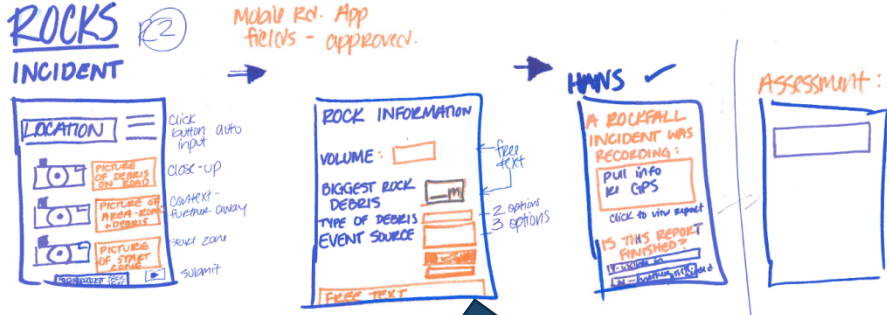 ROCKS R2
INCIDENT
Mobile Rd. App
fields - approved.
LOCATION
Click
button auto
input
PICTURE
OF DEBRIS
ON ROAD
Close-up
PICTURE OF
AREA-ROAD
+DEBRIS
Context-
further away
PICTURE
OF START
ZONE
start zone
submit
ROCK INFORMATION
VOLUME:
free
text
BIGGEST ROCK
DEBRIS
m
TYPE OF DEBRIS
2 options
EVENT SOURCE
3 options
FREE TEXT
HANS ✓
A ROCKFALL
INCIDENT WAS
RECORDING:
pull info
GPS
click to view report
IS THIS REPORT
FINISHED?
Assessment: